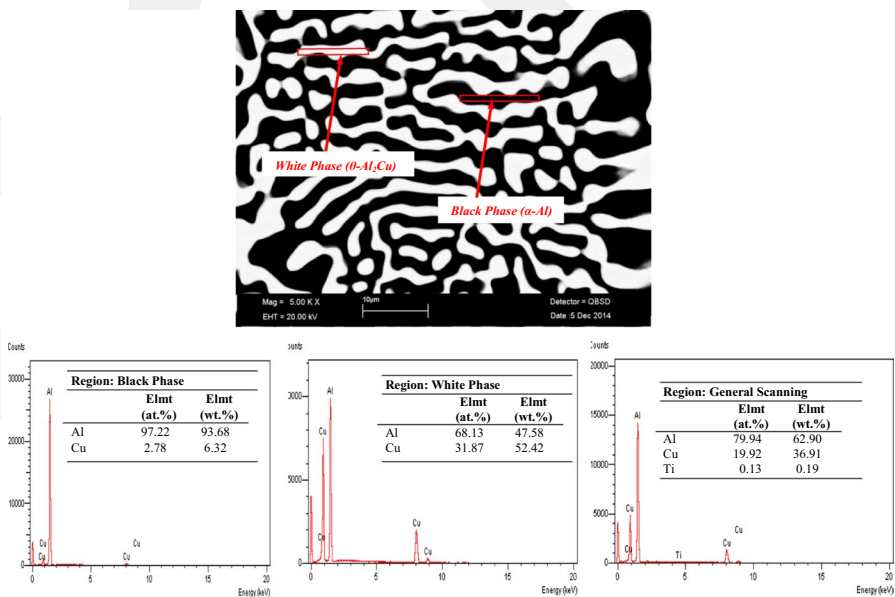 White Phase (θ-Al₂Cu)
Black Phase (α-Al)
Mag = 5.00 K X
10µm
Detector = QBSD
EHT = 20.00 kV
Date :5 Dec 2014
Counts
30000
20000
10000
0
Al
Cu
Cu
Cu
Cu
0
5
10
15
20
Energy (keV)
Region: Black Phase
Elmt Elmt
(at.%) (wt.%)
Al 97.22 93.68
Cu 2.78 6.32
ounts
0000
5000
0
Al
Cu
Cu
Cu
Cu
0
5
10
15
20
Energy (keV)
Region: White Phase
Elmt Elmt
(at.%) (wt.%)
Al 68.13 47.58
Cu 31.87 52.42
Counts
15000
10000
5000
0
Al
Cu
Cu
Ti
Cu
Cu
0
5
10
15
20
Energy (keV)
Region: General Scanning
Elmt Elmt
(at.%) (wt.%)
Al 79.94 62.90
Cu 19.92 36.91
Ti 0.13 0.19